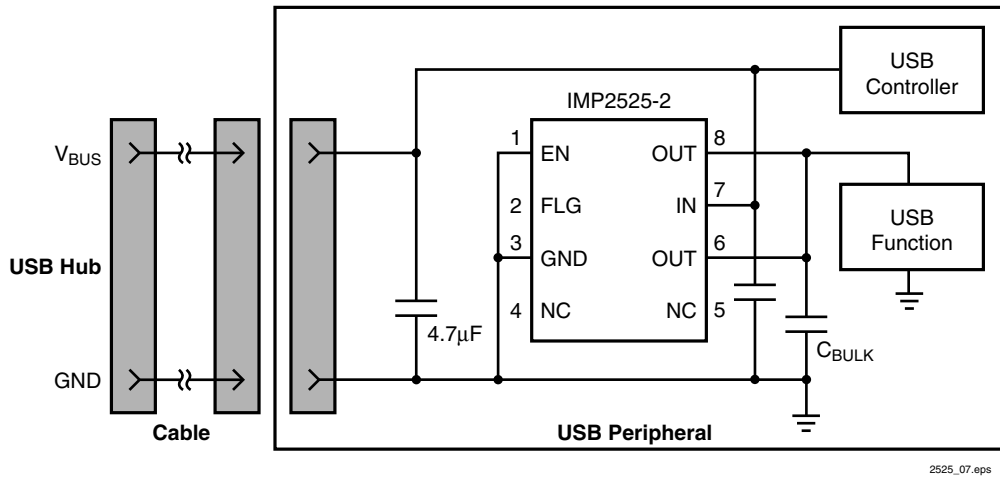 USB
Controller
IMP2525-2
1
EN
OUT
8
V_BUS
2
FLG
IN
7
USB
Function
3
GND
OUT
6
USB Hub
4
NC
NC
5
4.7µF
C_BULK
GND
Cable
USB Peripheral
2525_07.eps